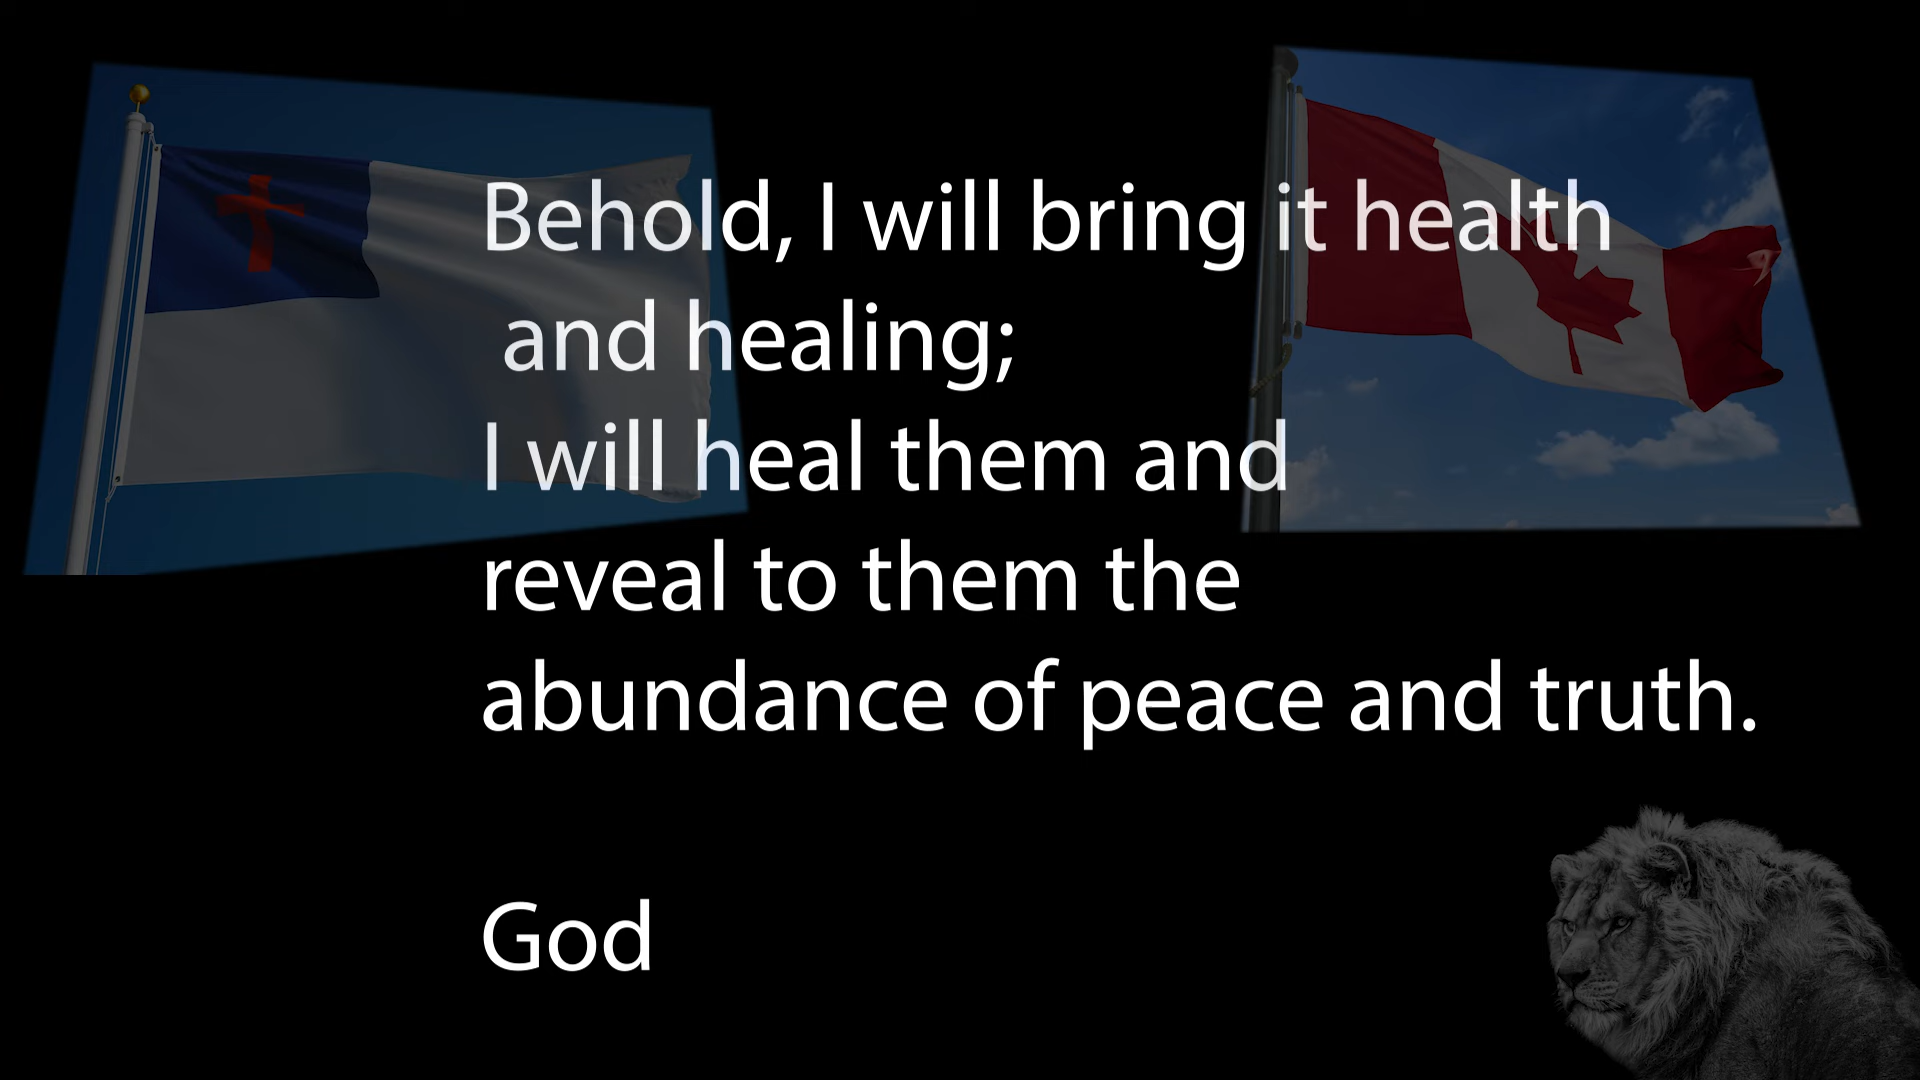 Behold, I will bring it health
and healing;
I will heal them and
reveal to them the
abundance of peace and truth.
God